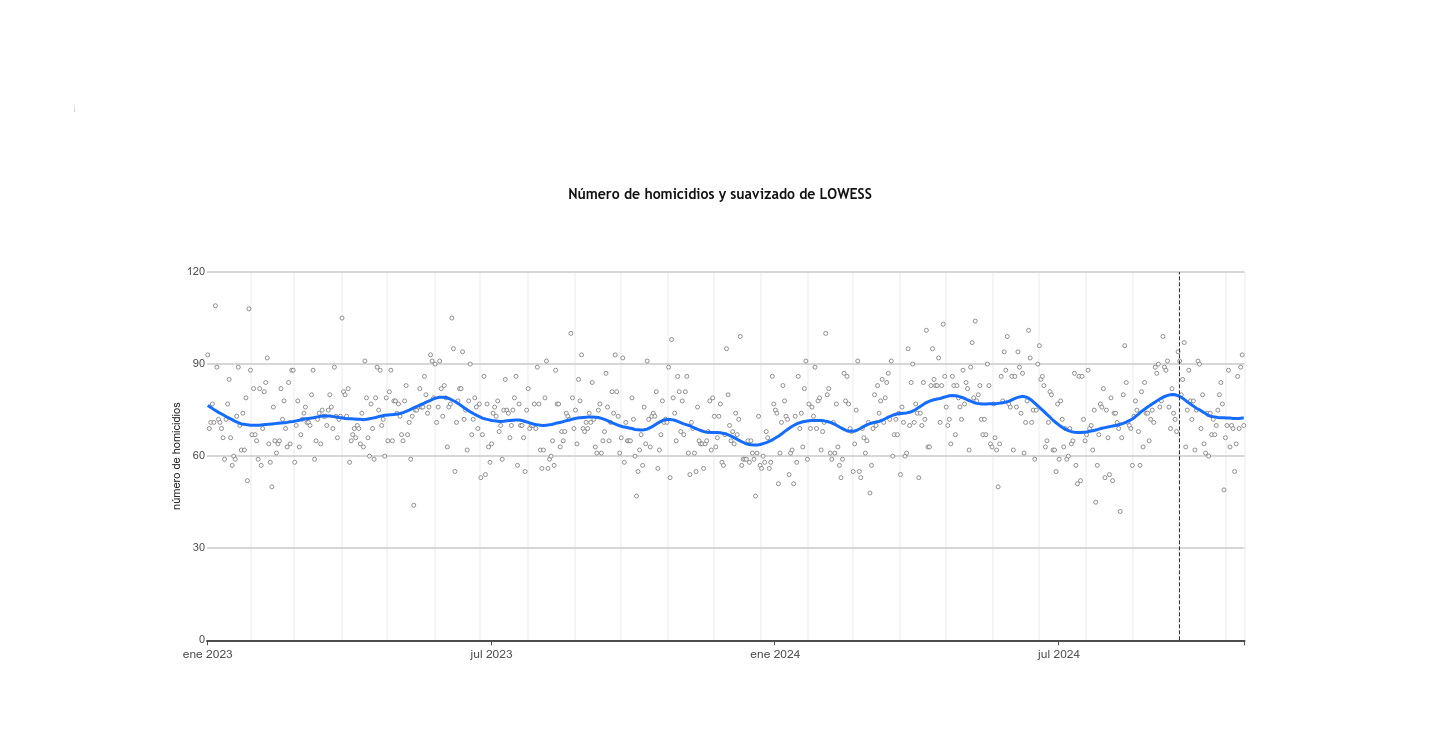 Número de homicidios y suavizado de LOWESS
120
90
60
30
0
número de homicidios
ene 2023
jul 2023
ene 2024
jul 2024